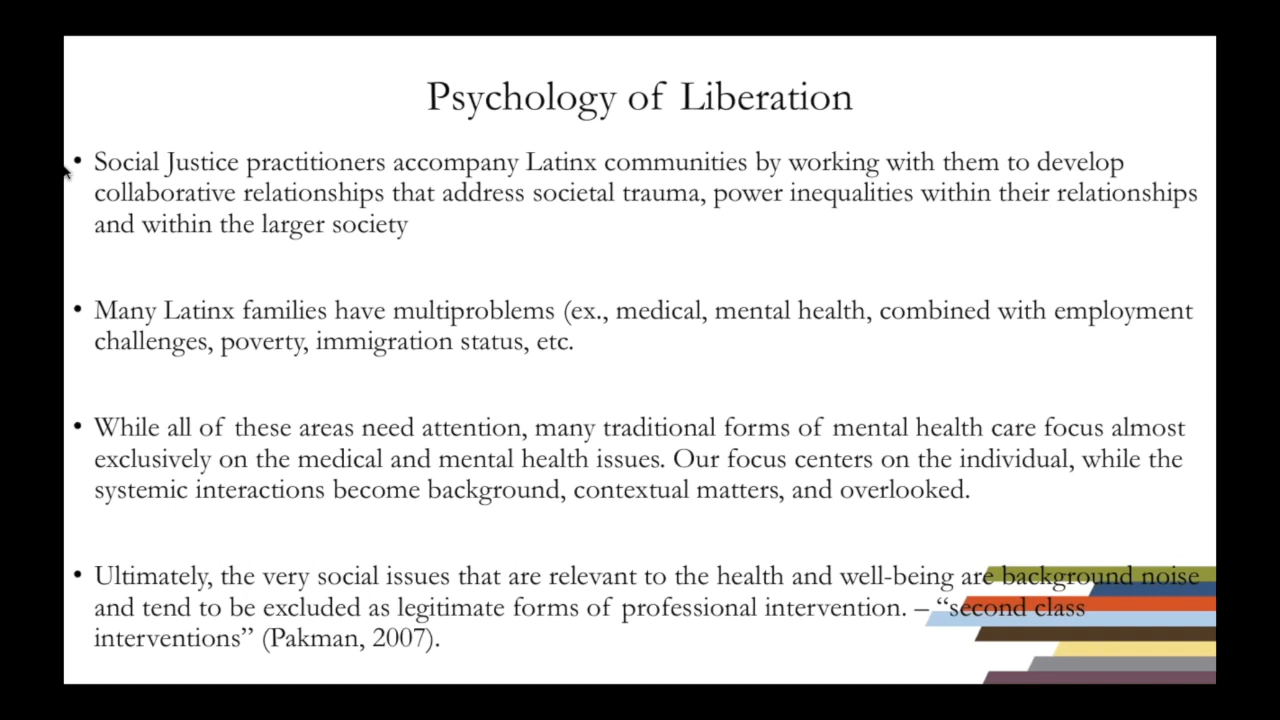 Psychology of Liberation
• Social Justice practitioners accompany Latinx communities by working with them to develop
collaborative relationships that address societal trauma, power inequalities within their relationships
and within the larger society
• Many Latinx families have multiproblems (ex., medical, mental health, combined with employment
challenges, poverty, immigration status, etc.
• While all of these areas need attention, many traditional forms of mental health care focus almost
exclusively on the medical and mental health issues. Our focus centers on the individual, while the
systemic interactions become background, contextual matters, and overlooked.
• Ultimately, the very social issues that are relevant to the health and well-being are background noise
and tend to be excluded as legitimate forms of professional intervention. – “second class
interventions” (Pakman, 2007).